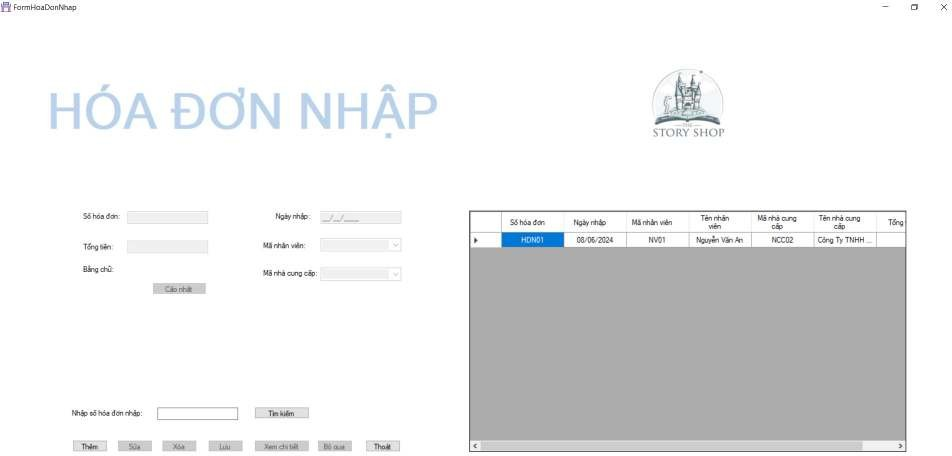 FormHoaDonNhap
HÓA ĐƠN NHẬP
THE
STORY SHOP
Số hóa đơn:
Ngày nhập: __/__/____
Tổng tiền:
Mã nhân viên:
Bằng chữ:
Mã nhà cung cấp:
Cập nhật
Số hóa đơn Ngày nhập Mã nhân viên Tên nhân viên Mã nhà cung cấp Tên nhà cung cấp Tổng
HDN01 08/06/2024 NV01 Nguyễn Văn An NCC02 Công Ty TNHH ...
Nhập số hóa đơn nhập:
Tìm kiếm
Thêm Sửa Xóa Lưu Xem chi tiết Bỏ qua Thoát